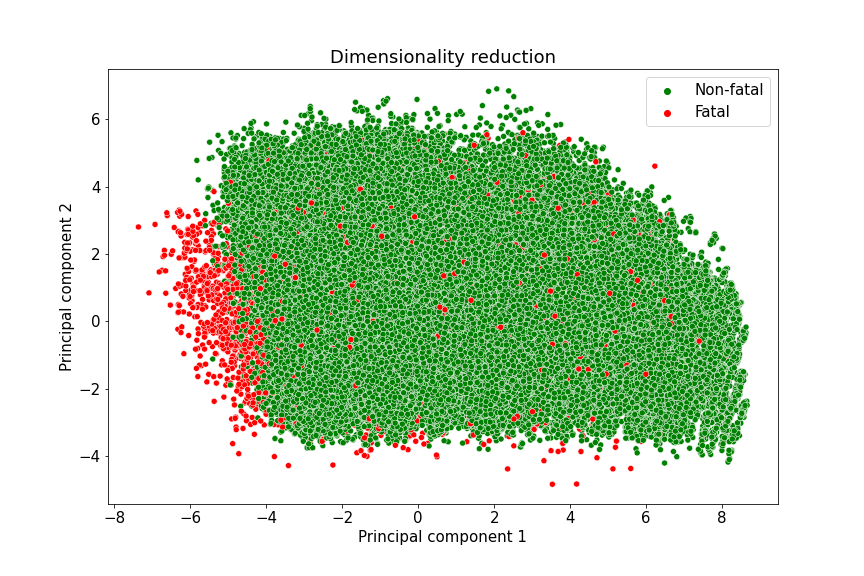 Dimensionality reduction
Non-fatal
Fatal
6
4
2
0
−2
−4
Principal component 2
−8 −6 −4 −2 0 2 4 6 8
Principal component 1